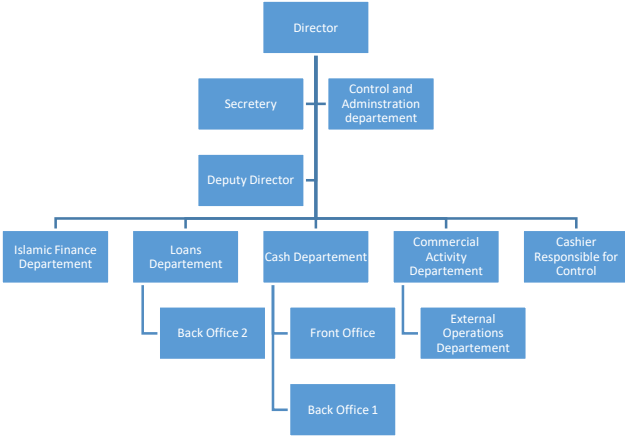 Director
Secretery
Control and
Adminstration
departement
Deputy Director
Islamic Finance
Departement
Loans
Departement
Cash Departement
Commercial
Activity
Departement
Cashier
Responsible for
Control
Back Office 2
Front Office
External
Operations
Departement
Back Office 1